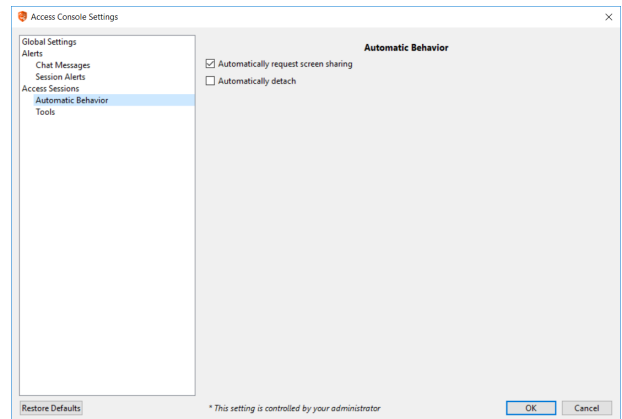 Access Console Settings
Global Settings
Alerts
Chat Messages
Session Alerts
Access Sessions
Automatic Behavior
Tools
Automatic Behavior
Automatically request screen sharing
Automatically detach
Restore Defaults
* This setting is controlled by your administrator
OK
Cancel